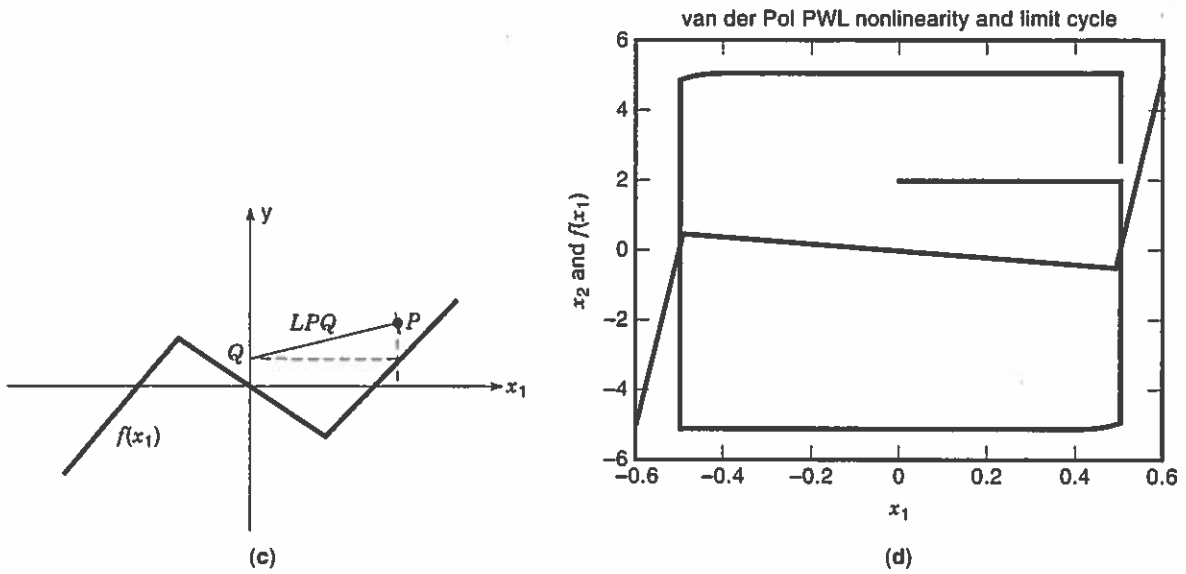 y
LPQ
P
Q
x₁
f(x₁)
(c)
van der Pol PWL nonlinearity and limit cycle
6
4
2
0
−2
−4
−6
x₂ and f(x₁)
−0.6 −0.4 −0.2 0 0.2 0.4 0.6
x₁
(d)